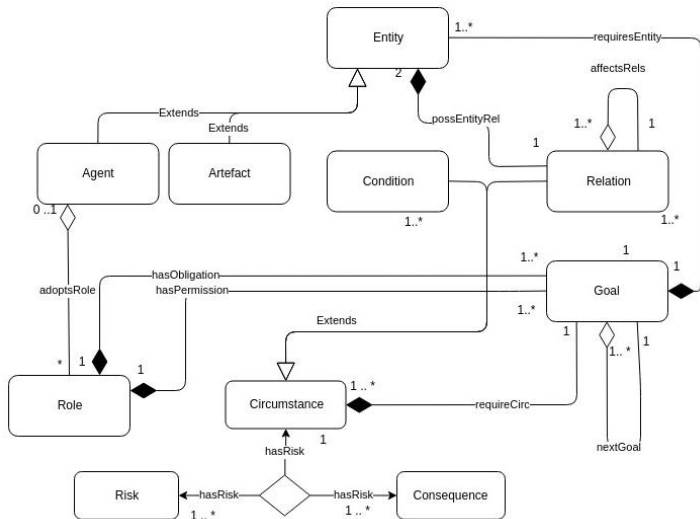 Entity
1..*
requiresEntity
2
affectsRels
Extends
Extends
possEntityRel
1..*
1
1
Agent
Artefact
Condition
Relation
0 ..1
1..*
1..*
1
1..*
1
hasObligation
adoptsRole
hasPermission
Goal
1..*
Extends
1
1.. *
1
*
1
1
Role
Circumstance
1 .. *
requireCirc
1
hasRisk
nextGoal
Risk
hasRisk
hasRisk
Consequence
1 .. *
1 .. *